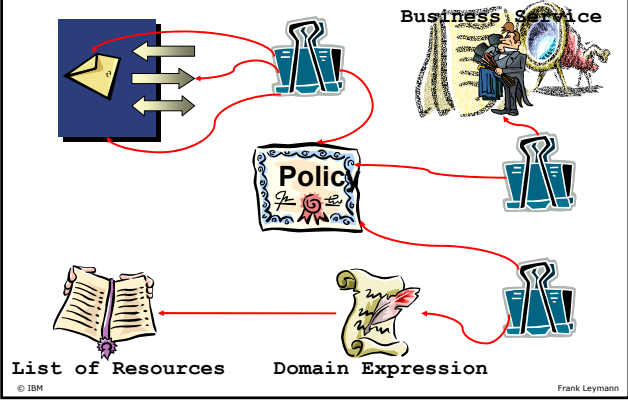 Business Service
Policy
List of Resources
Domain Expression
© IBM
Frank Leymann